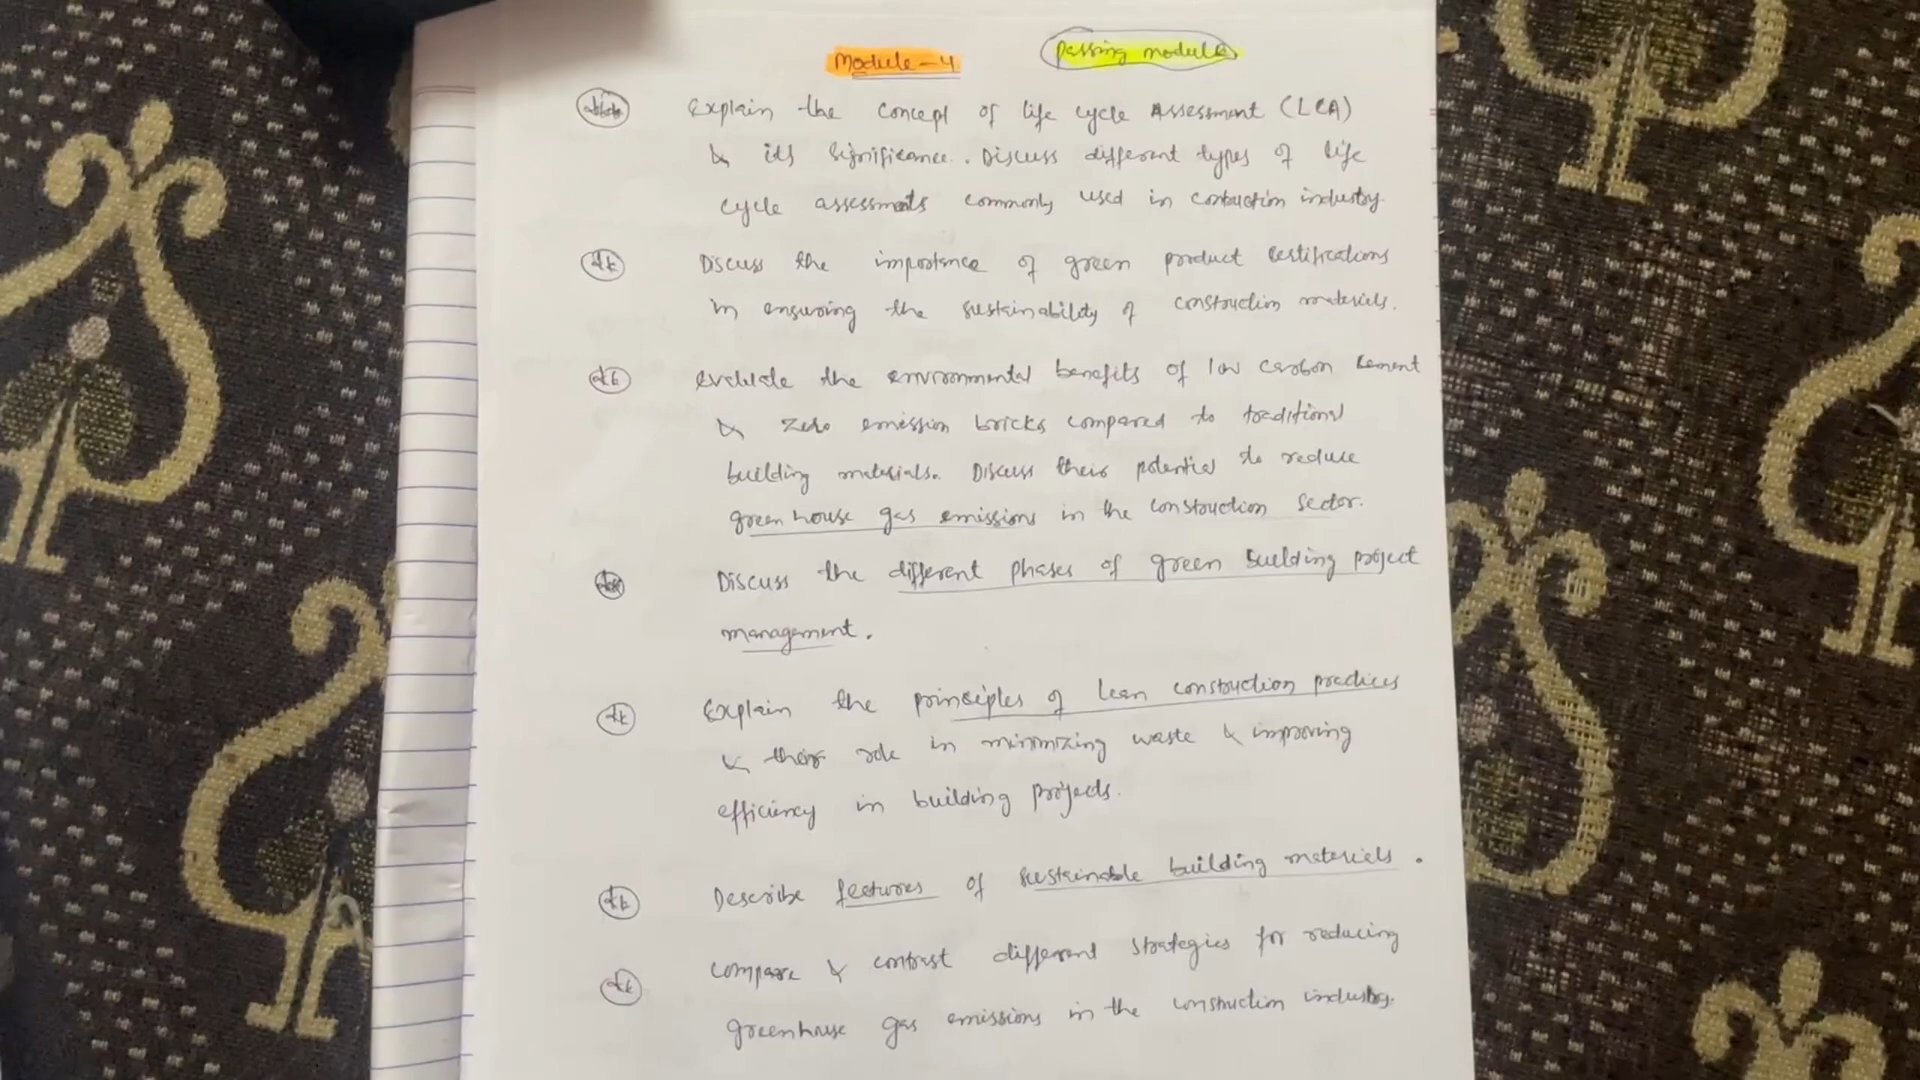 Module-4 Passing module
Explain the concept of life cycle Assessment (LCA)
& its significance. Discuss different types of life
cycle assessments commonly used in contuction industry.
Discuss the importance of green product certifications
in ensuring the sustainability of construction materials.
evaluate the environmental benefits of low carbon cement
& zero emission bricks compared to traditional
building materials. Discuss their potential to reduce
greenhouse gas emissions in the construction sector.
Discuss the different phases of green building project
management.
Explain the principles of lean construction practices
& their role in minimizing waste & improving
efficiency in building projects.
Describe features of sustainable building materials.
compare & contrast different strategies for reducing
greenhouse gas emissions in the construction industry.